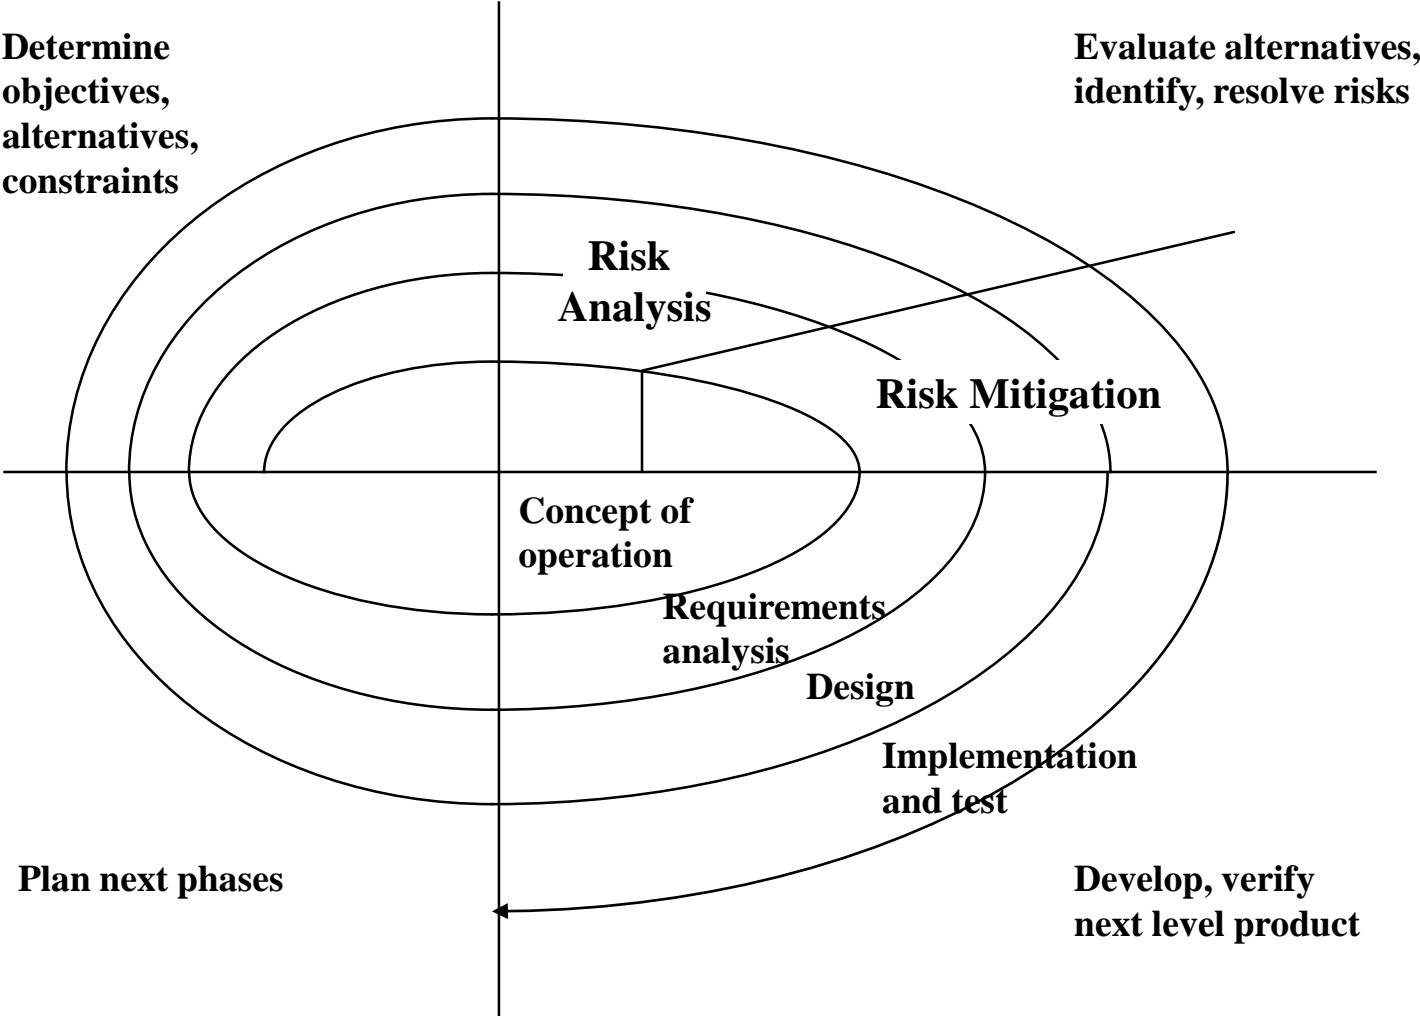 Determine
objectives,
alternatives,
constraints
Evaluate alternatives,
identify, resolve risks
Risk
Analysis
Risk Mitigation
Concept of
operation
Requirements
analysis
Design
Implementation
and test
Plan next phases
Develop, verify
next level product